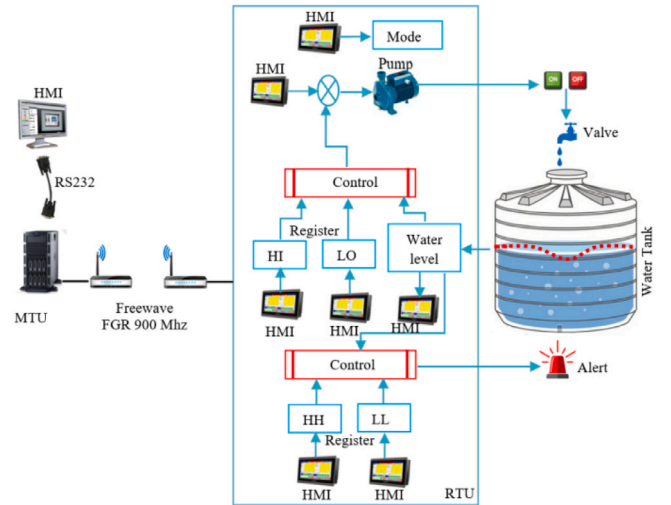 HMI
Mode
HMI
Pump
ON
OFF
HMI
Valve
RS232
Control
Register
HI
LO
Water
level
Water Tank
MTU
Freewave
FGR 900 Mhz
HMI
HMI
HMI
Control
Alert
HH
LL
Register
HMI
HMI
RTU